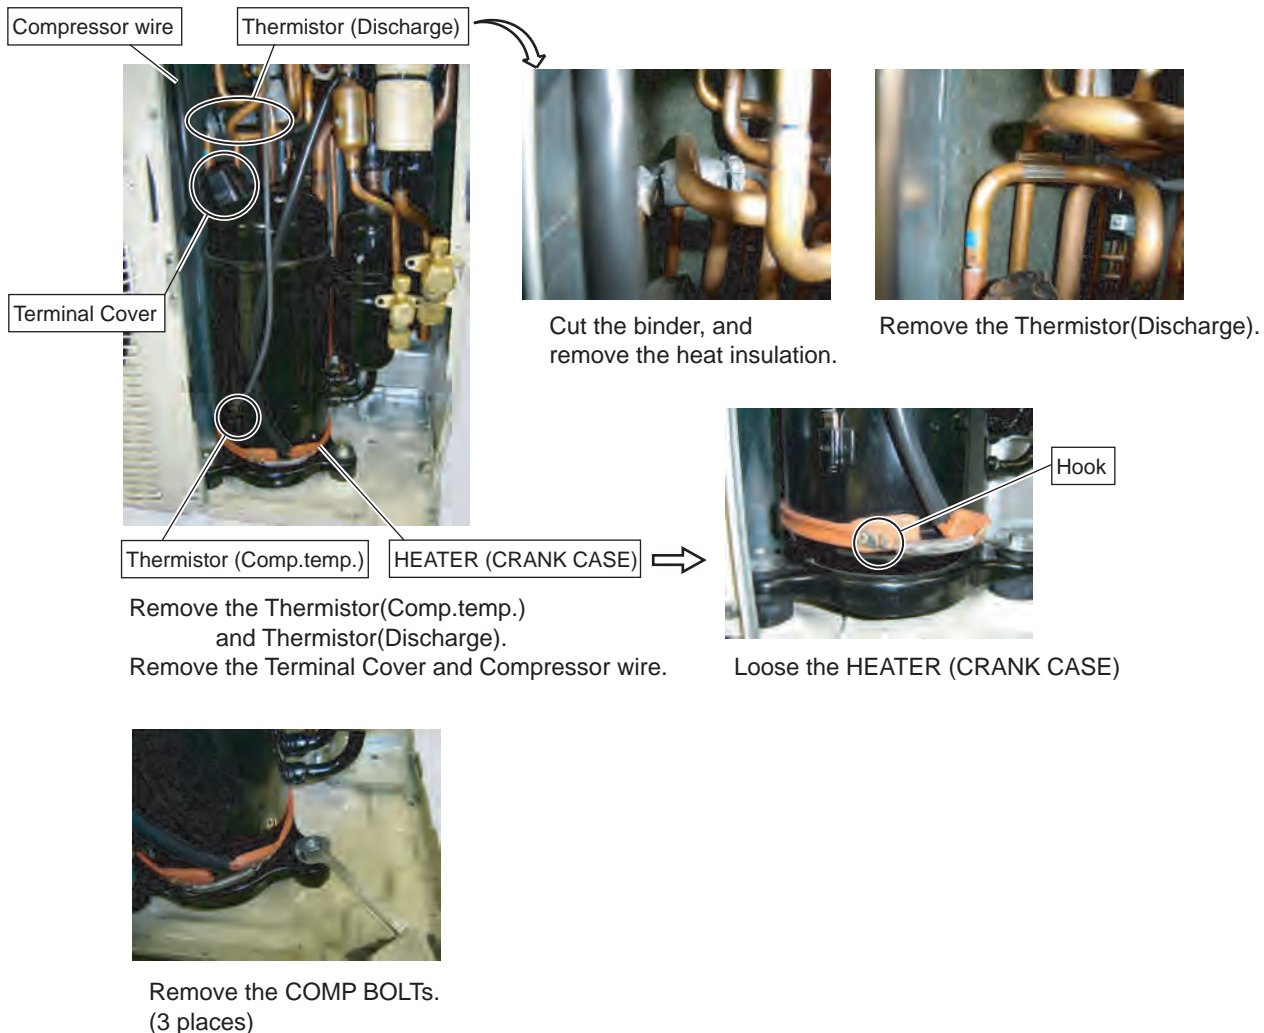 Compressor wire
Thermistor (Discharge)
Terminal Cover
Cut the binder, and
remove the heat insulation.
Remove the Thermistor(Discharge).
Hook
Thermistor (Comp.temp.)
HEATER (CRANK CASE)
Remove the Thermistor(Comp.temp.)
and Thermistor(Discharge).
Remove the Terminal Cover and Compressor wire.
Loose the HEATER (CRANK CASE)
Remove the COMP BOLTs.
(3 places)